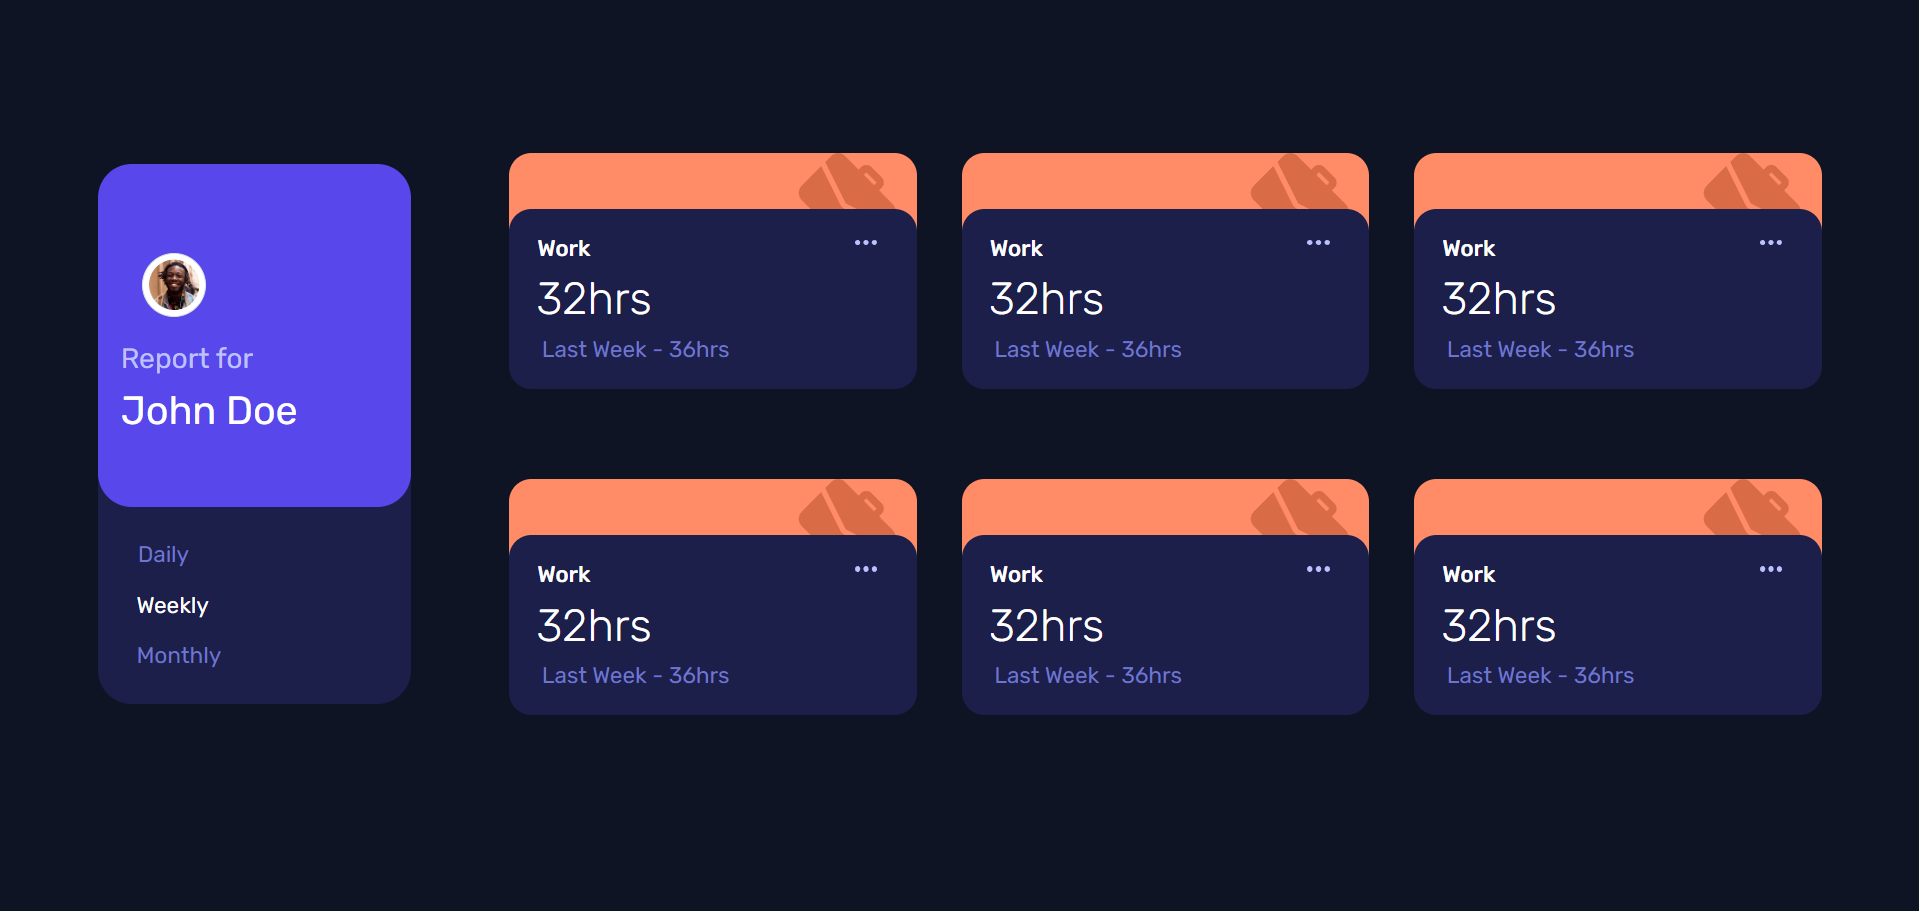 Report for
John Doe
Daily
Weekly
Monthly
Work
32hrs
Last Week - 36hrs
Work
32hrs
Last Week - 36hrs
Work
32hrs
Last Week - 36hrs
Work
32hrs
Last Week - 36hrs
Work
32hrs
Last Week - 36hrs
Work
32hrs
Last Week - 36hrs